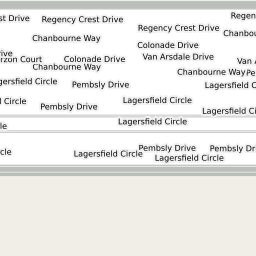 st Drive
Regency Crest Drive
Regen
Regency Crest Drive
Chanbou
Chanbourne Way
Colonade Drive
ive
rzon Court
Colonade Drive
Van Arsdale Drive
Van A
Chanbourne Way
Chanbourne Way
Pe
gersfield Circle
Pembsly Drive
Lagersfield C
d Circle
Pembsly Drive
Lagersfield Circle
Lagersfield Ci
le
Lagersfield Circle
cle
Lagersfield Circle
Pembsly Drive
Pembsly Dr
Lagersfield Circle